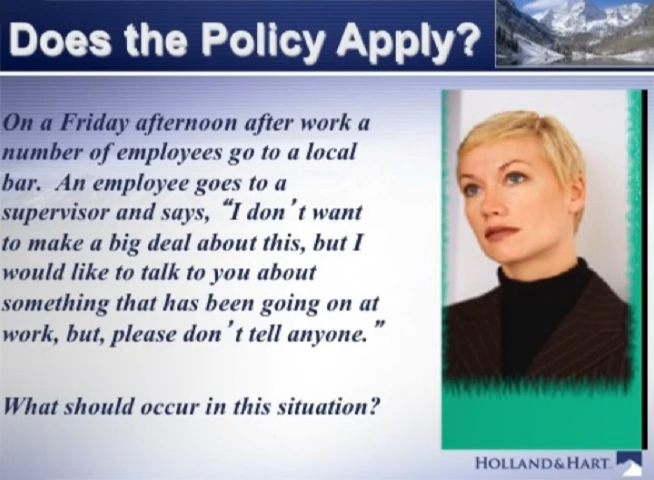 Does the Policy Apply?
On a Friday afternoon after work a
number of employees go to a local
bar. An employee goes to a
supervisor and says, “I don’t want
to make a big deal about this, but I
would like to talk to you about
something that has been going on at
work, but, please don’t tell anyone.”
What should occur in this situation?
HOLLAND&HART